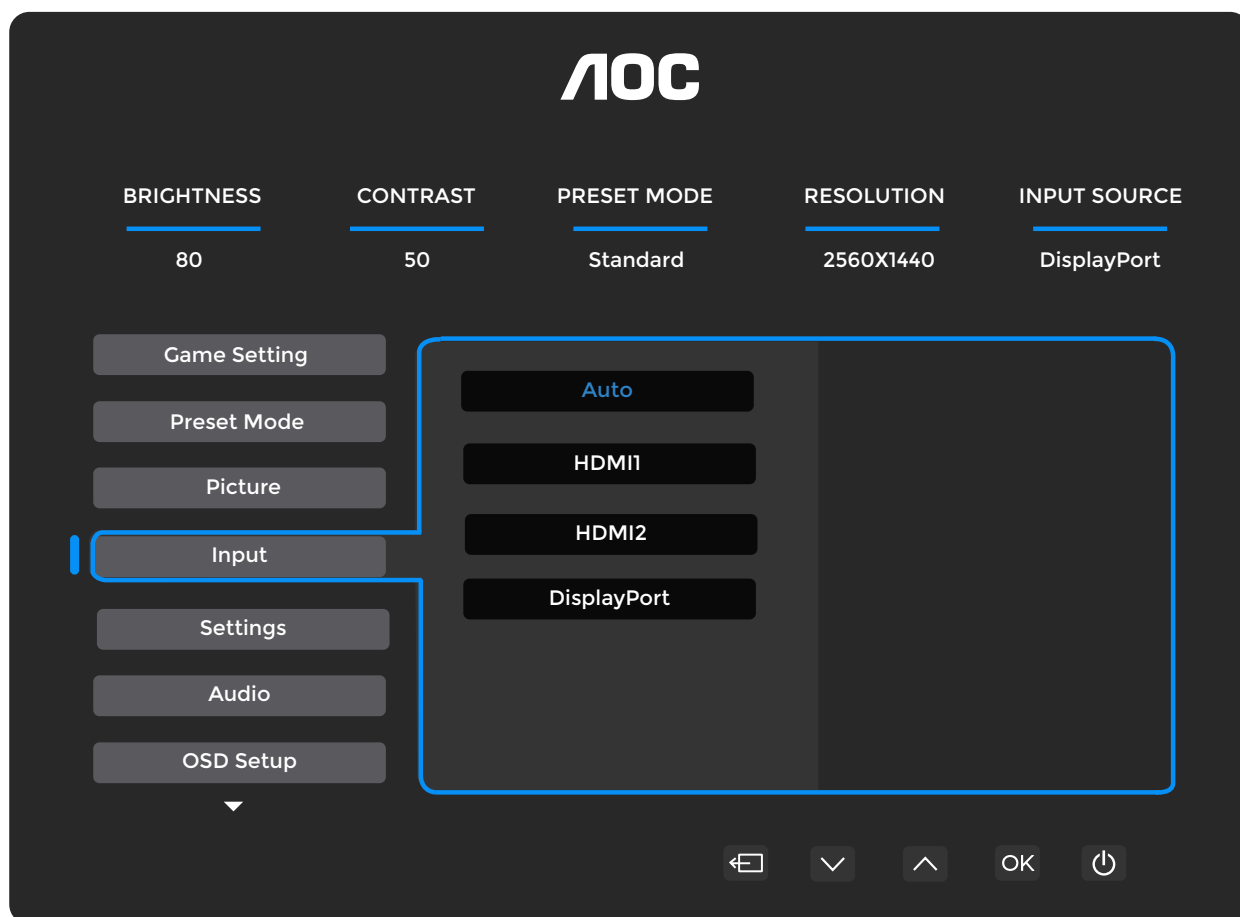 AOC
BRIGHTNESS CONTRAST PRESET MODE RESOLUTION INPUT SOURCE
80 50 Standard 2560X1440 DisplayPort
Game Setting
Preset Mode
Picture
Input
Settings
Audio
OSD Setup
Auto
HDMI1
HDMI2
DisplayPort
OK